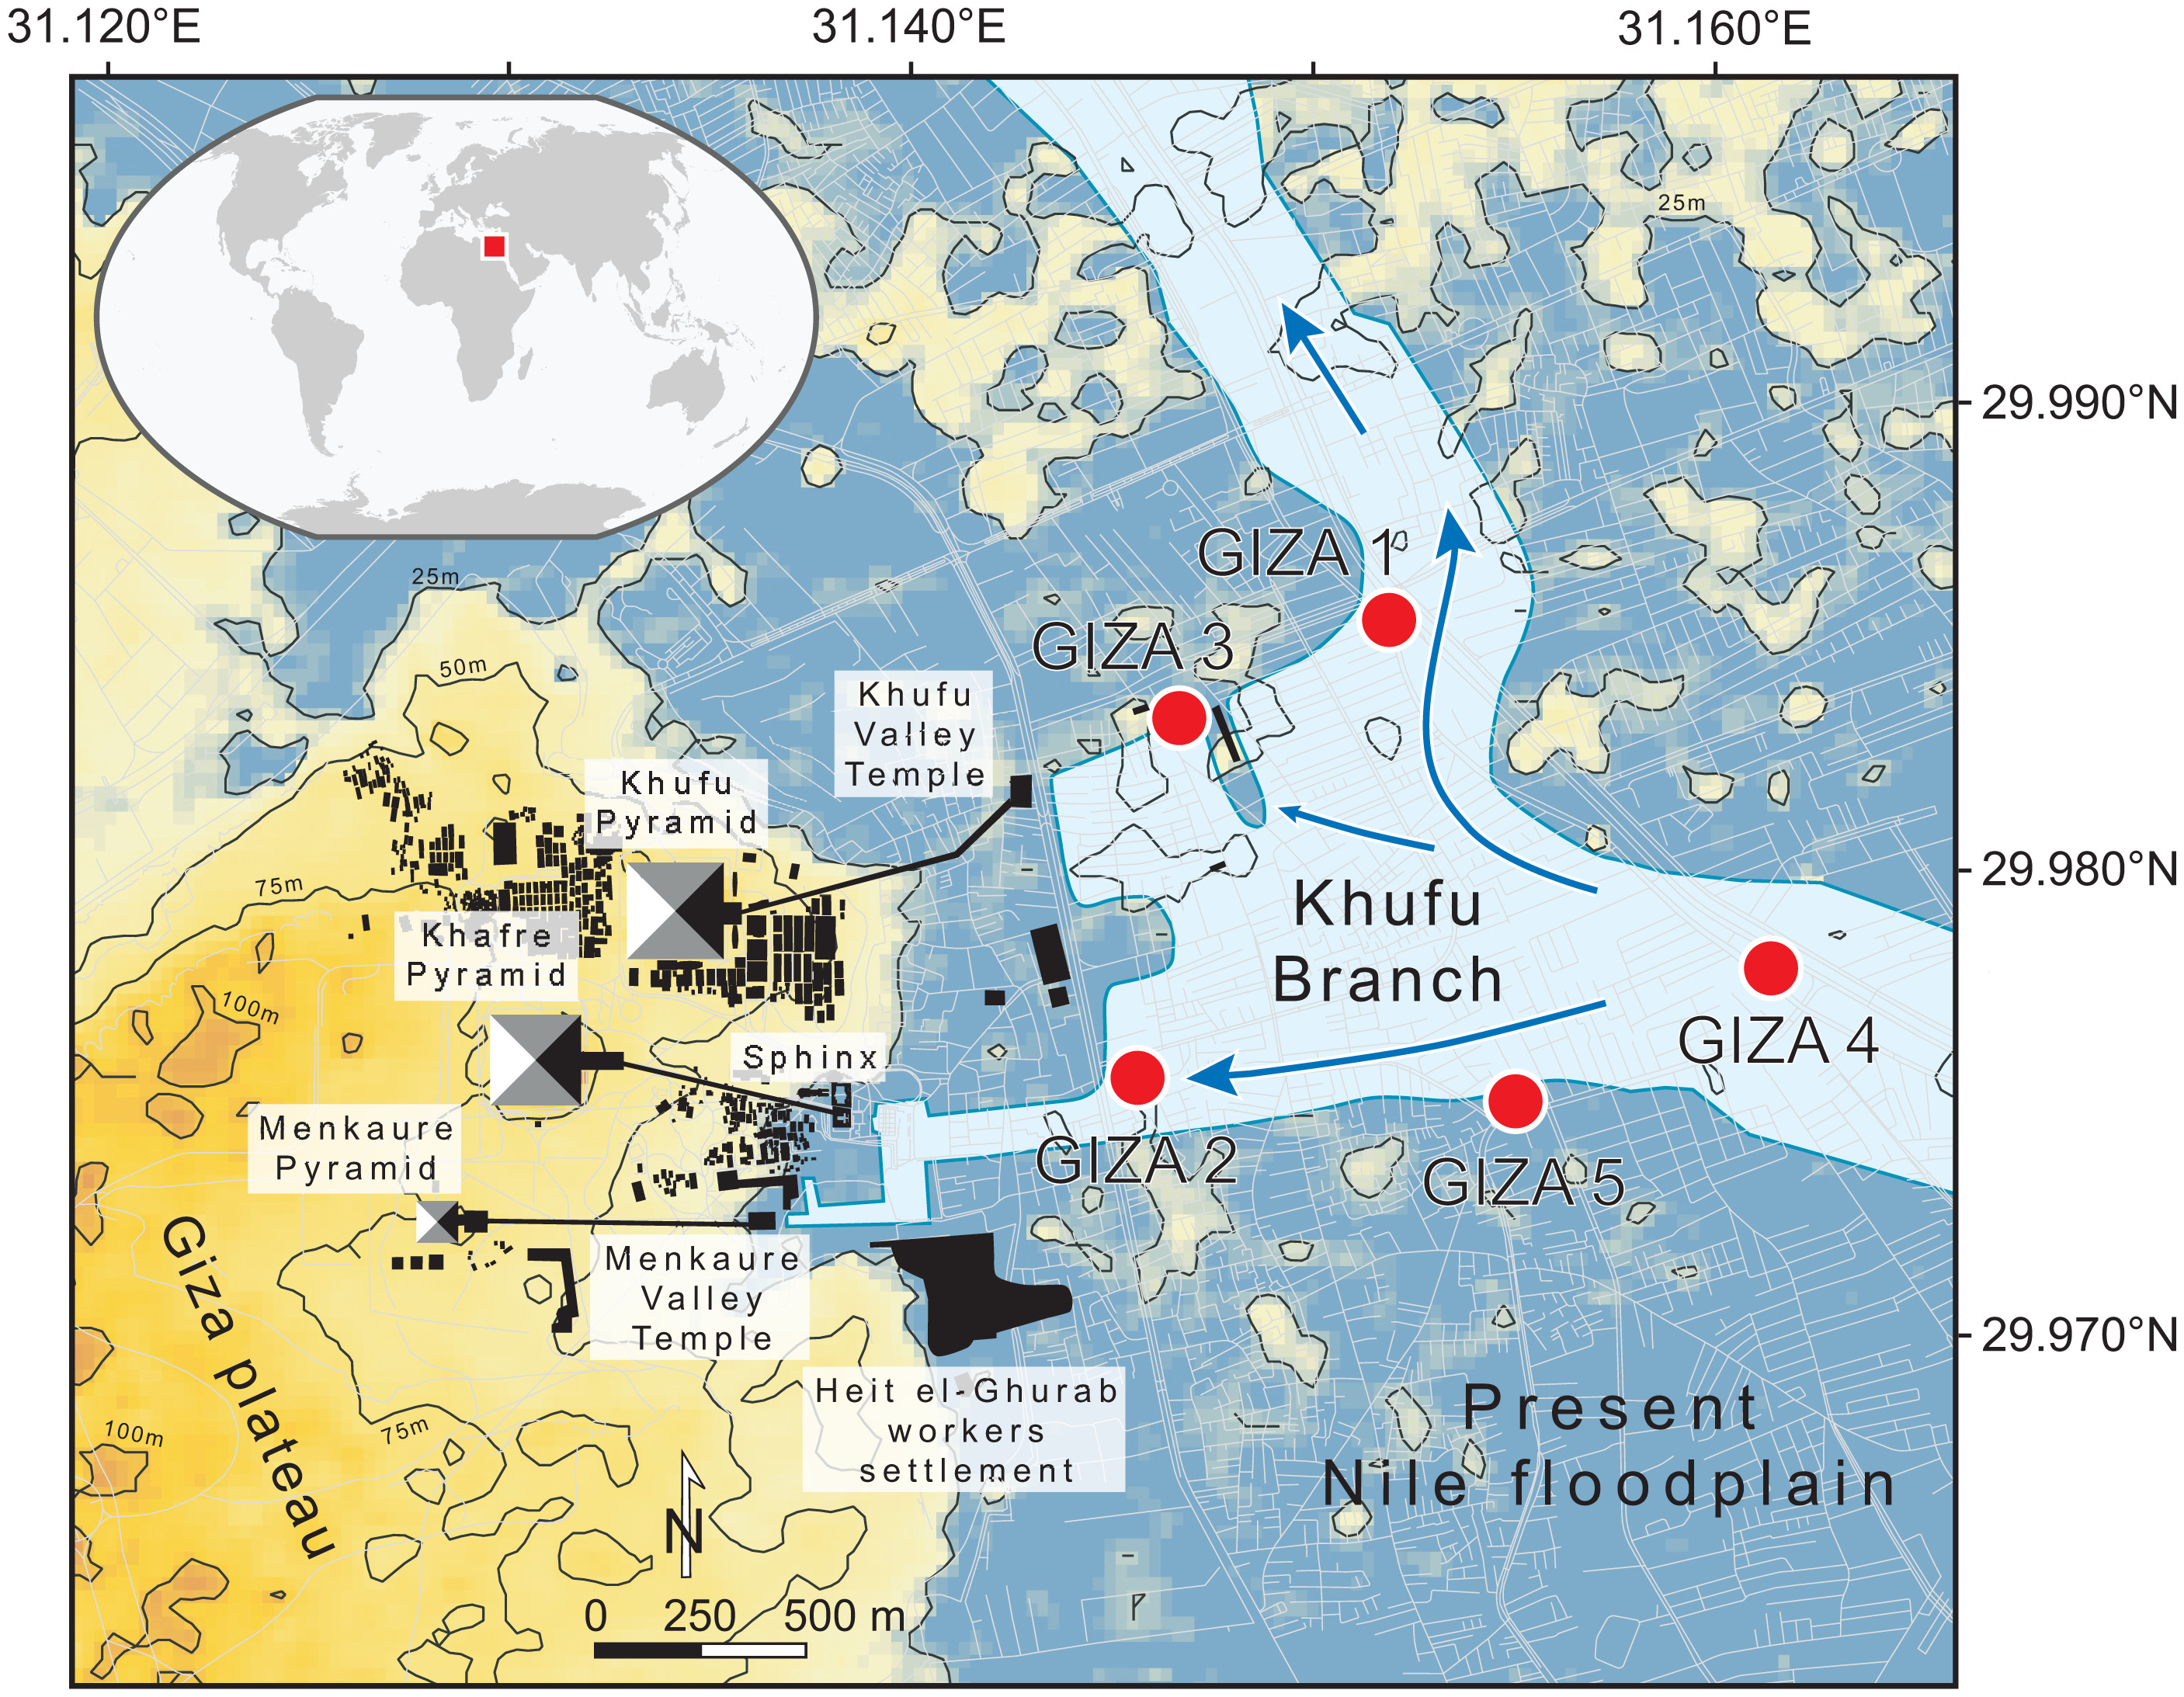 31.120°E
31.140°E
31.160°E
25m
29.990°N
GIZA 1
25m
GIZA 3
50m
Khufu
Valley
Temple
Khufu
Pyramid
29.980°N
75m
Khufu
Branch
Khafre
Pyramid
100m
GIZA 4
Sphinx
Menkaure
Pyramid
GIZA 2
GIZA 5
Giza plateau
Menkaure
Valley
Temple
29.970°N
Heit el-Ghurab
workers
settlement
Present
Nile floodplain
75m
100m
N
0 250 500 m